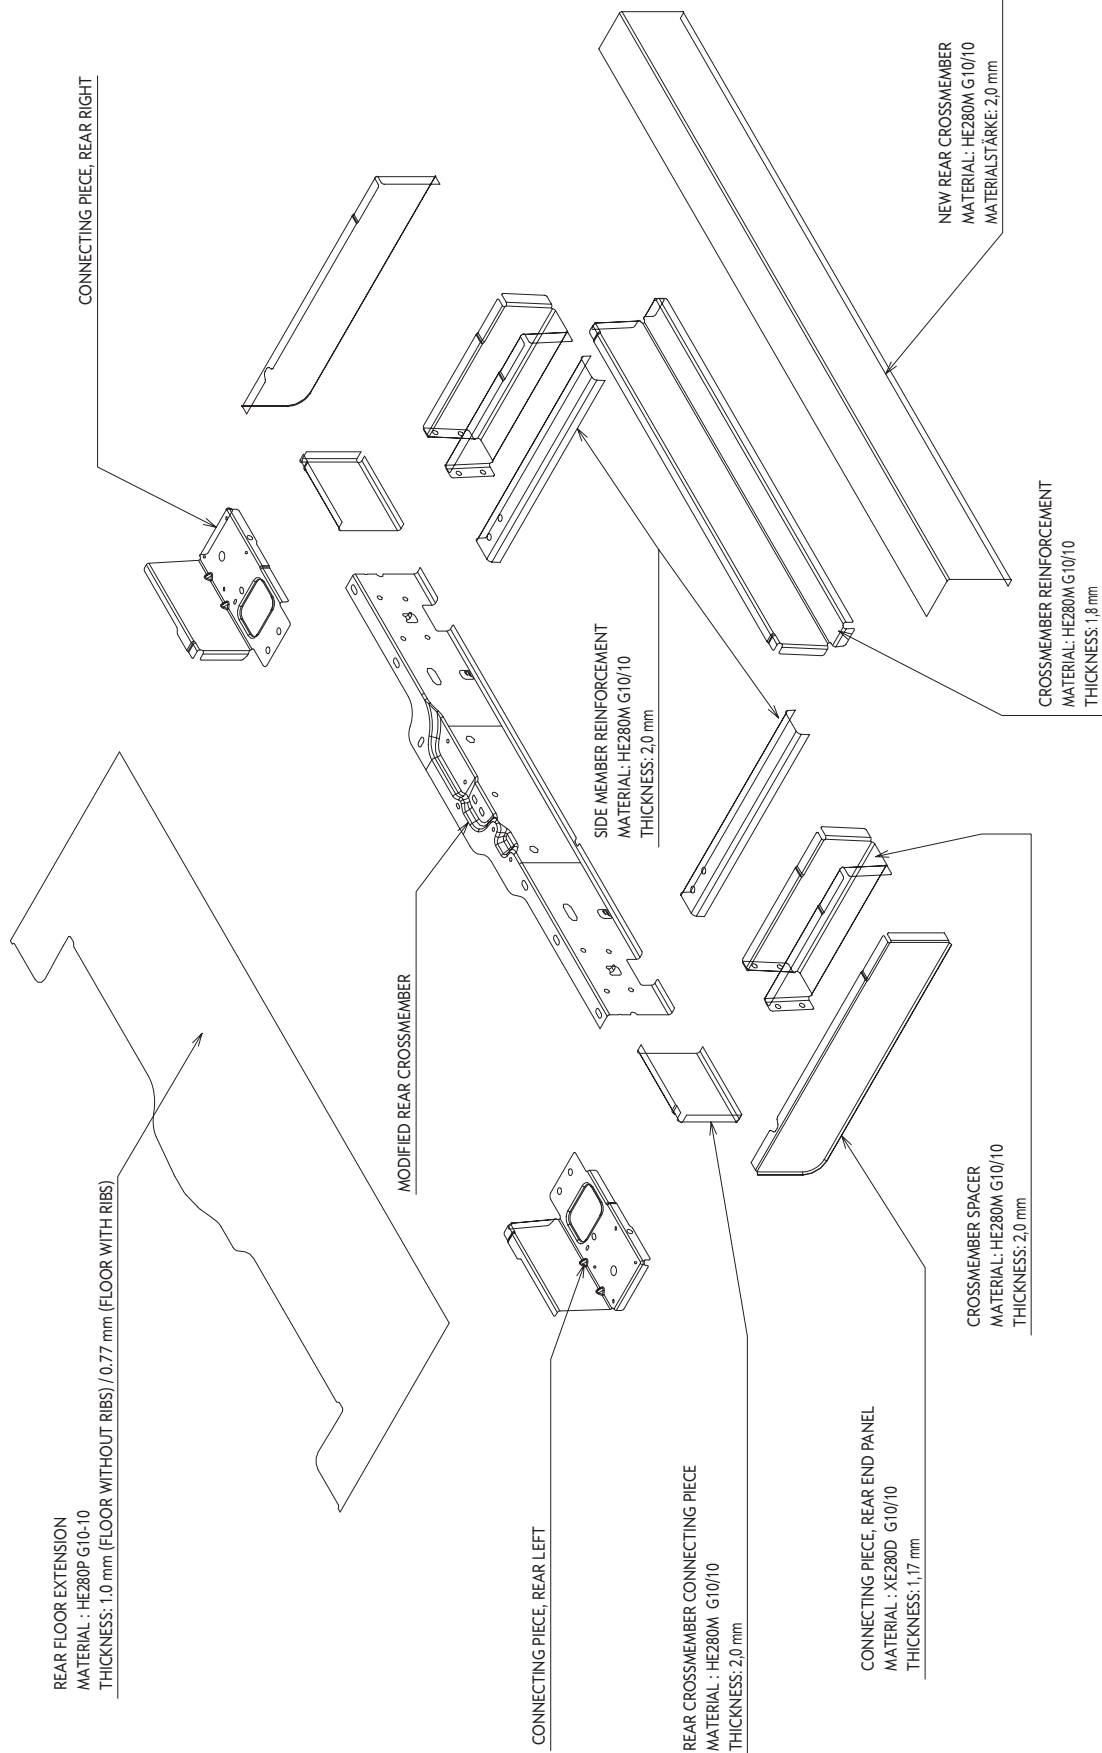 REAR FLOOR EXTENSION
MATERIAL : HE280P G10-10
THICKNESS: 1.0 mm (FLOOR WITHOUT RIBS) / 0.77 mm (FLOOR WITH RIBS)
CONNECTING PIECE, REAR RIGHT
MODIFIED REAR CROSSMEMBER
CONNECTING PIECE, REAR LEFT
SIDE MEMBER REINFORCEMENT
MATERIAL: HE280M G10/10
THICKNESS: 2,0 mm
REAR CROSSMEMBER CONNECTING PIECE
MATERIAL : HE280M G10/10
THICKNESS: 2,0 mm
CONNECTING PIECE, REAR END PANEL
MATERIAL : XE280D G10/10
THICKNESS: 1,17 mm
NEW REAR CROSSMEMBER
MATERIAL: HE280M G10/10
MATERIALSTÄRKE: 2,0 mm
CROSSMEMBER SPACER
MATERIAL: HE280M G10/10
THICKNESS: 2,0 mm
CROSSMEMBER REINFORCEMENT
MATERIAL: HE280M G10/10
THICKNESS: 1,8 mm